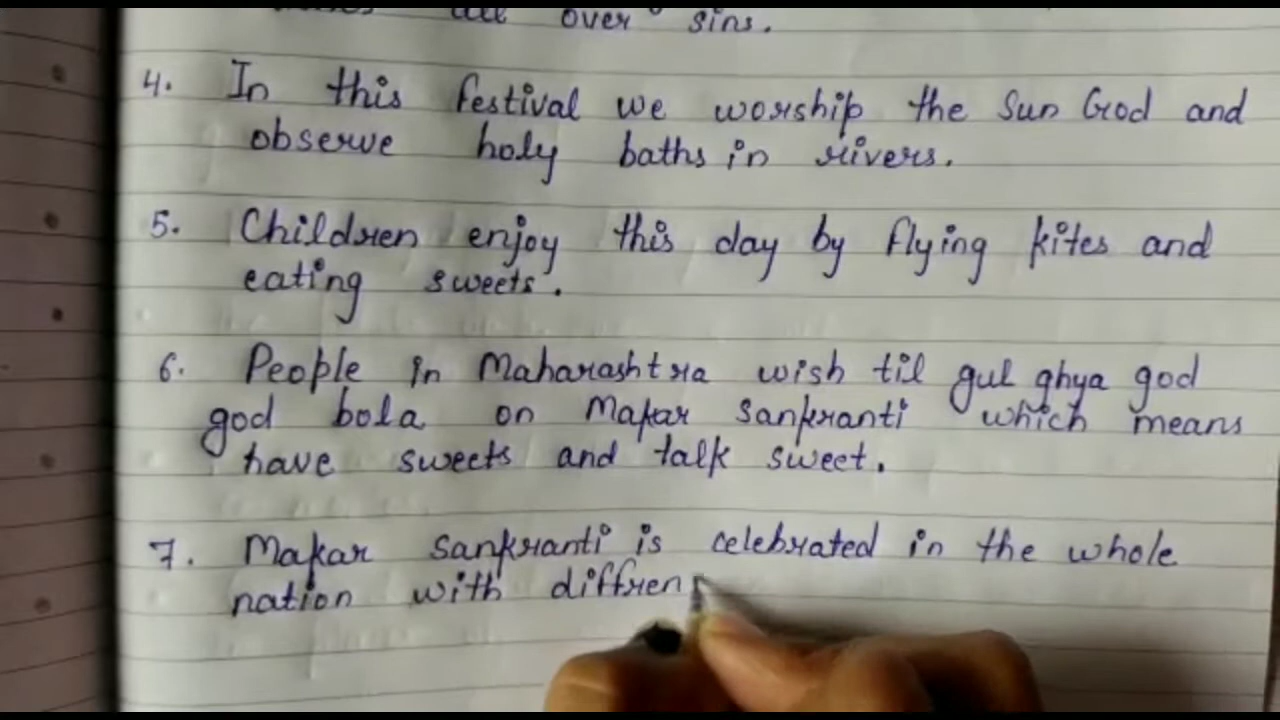 all over sins.
4. In this festival we worship the Sun God and
observe holy baths in rivers.
5. Children enjoy this day by flying kites and
eating sweets.
6. People in Maharashtra wish til gul ghya god
god bola on Makar Sankranti which means
have sweets and talk sweet.
7. Makar Sankranti is celebrated in the whole
nation with diffren